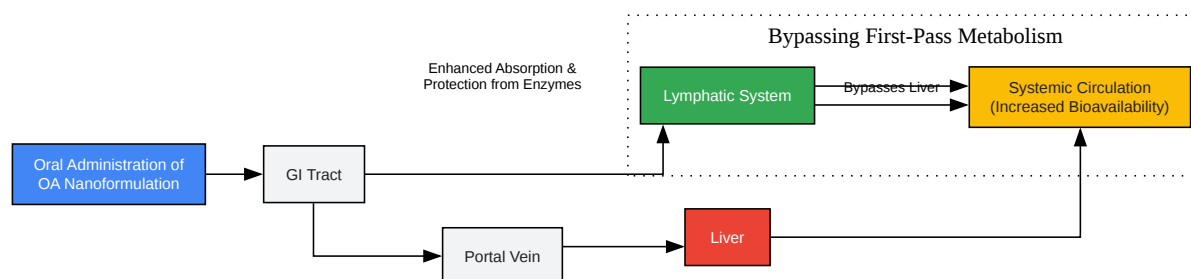 Bypassing First-Pass Metabolism
Enhanced Absorption &
Protection from Enzymes
Lymphatic System
Bypasses Liver
Systemic Circulation
(Increased Bioavailability)
Oral Administration of
OA Nanoformulation
GI Tract
Portal Vein
Liver